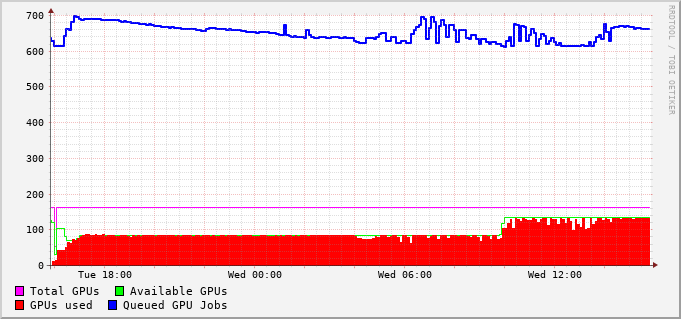 700
600
500
400
300
200
100
0
Tue 18:00 Wed 00:00 Wed 06:00 Wed 12:00
Total GPUs Available GPUs
GPUs used Queued GPU Jobs
RRDTOOL / TOBI OETIKER